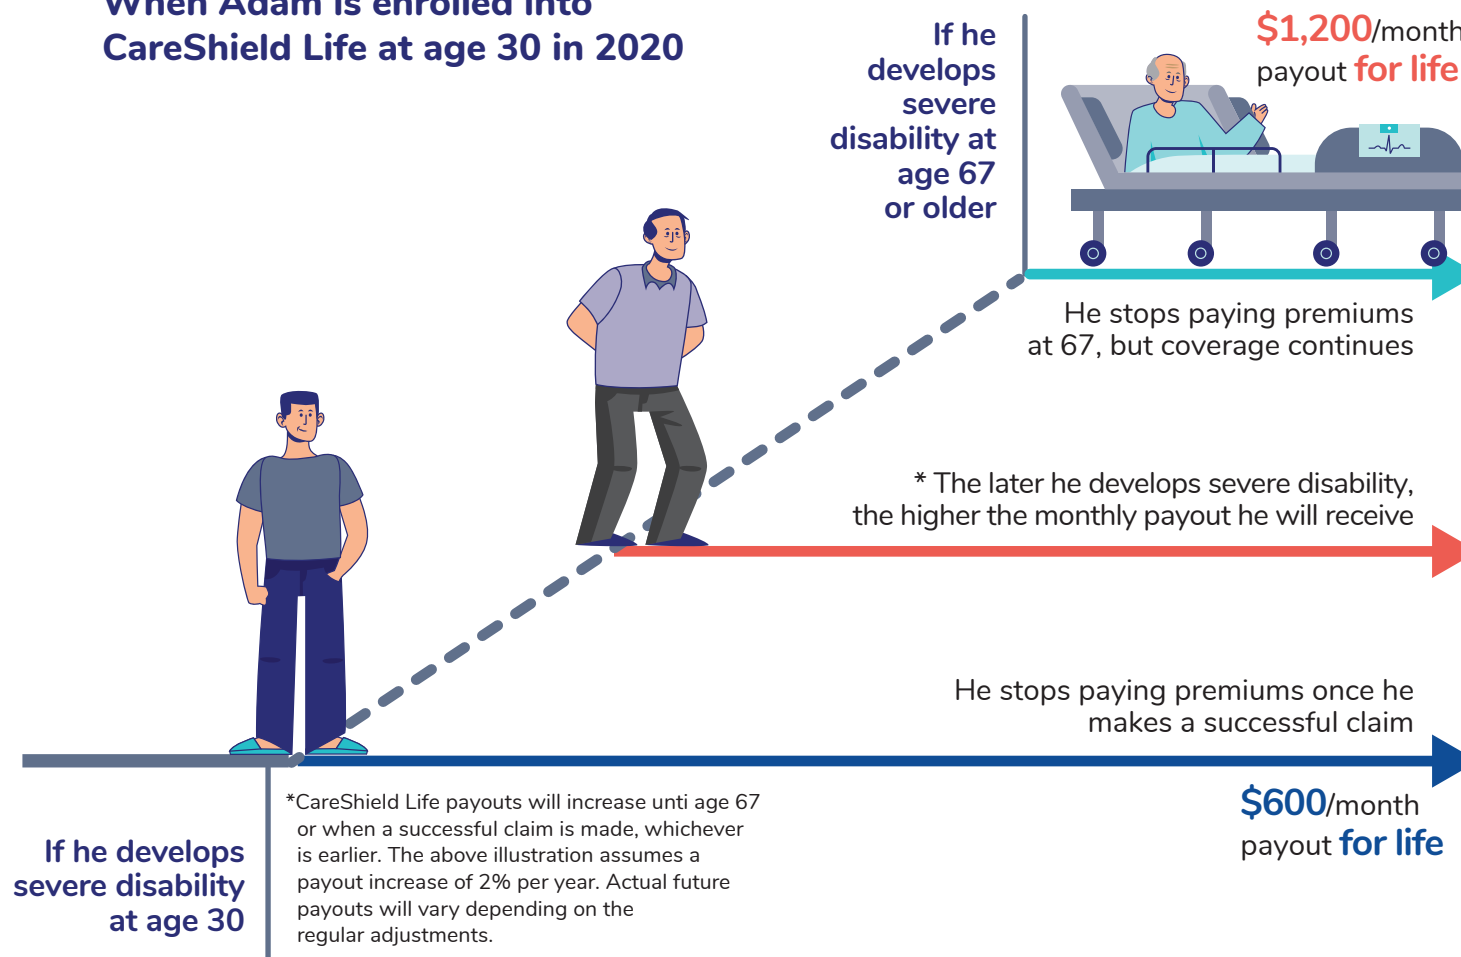 When Adam is enrolled into
CareShield Life at age 30 in 2020
If he
develops
severe
disability at
age 67
or older
$1,200/month
payout for life
He stops paying premiums
at 67, but coverage continues
* The later he develops severe disability,
the higher the monthly payout he will receive
He stops paying premiums once he
makes a successful claim
$600/month
payout for life
If he develops
severe disability
at age 30
*CareShield Life payouts will increase unti age 67
or when a successful claim is made, whichever
is earlier. The above illustration assumes a
payout increase of 2% per year. Actual future
payouts will vary depending on the
regular adjustments.